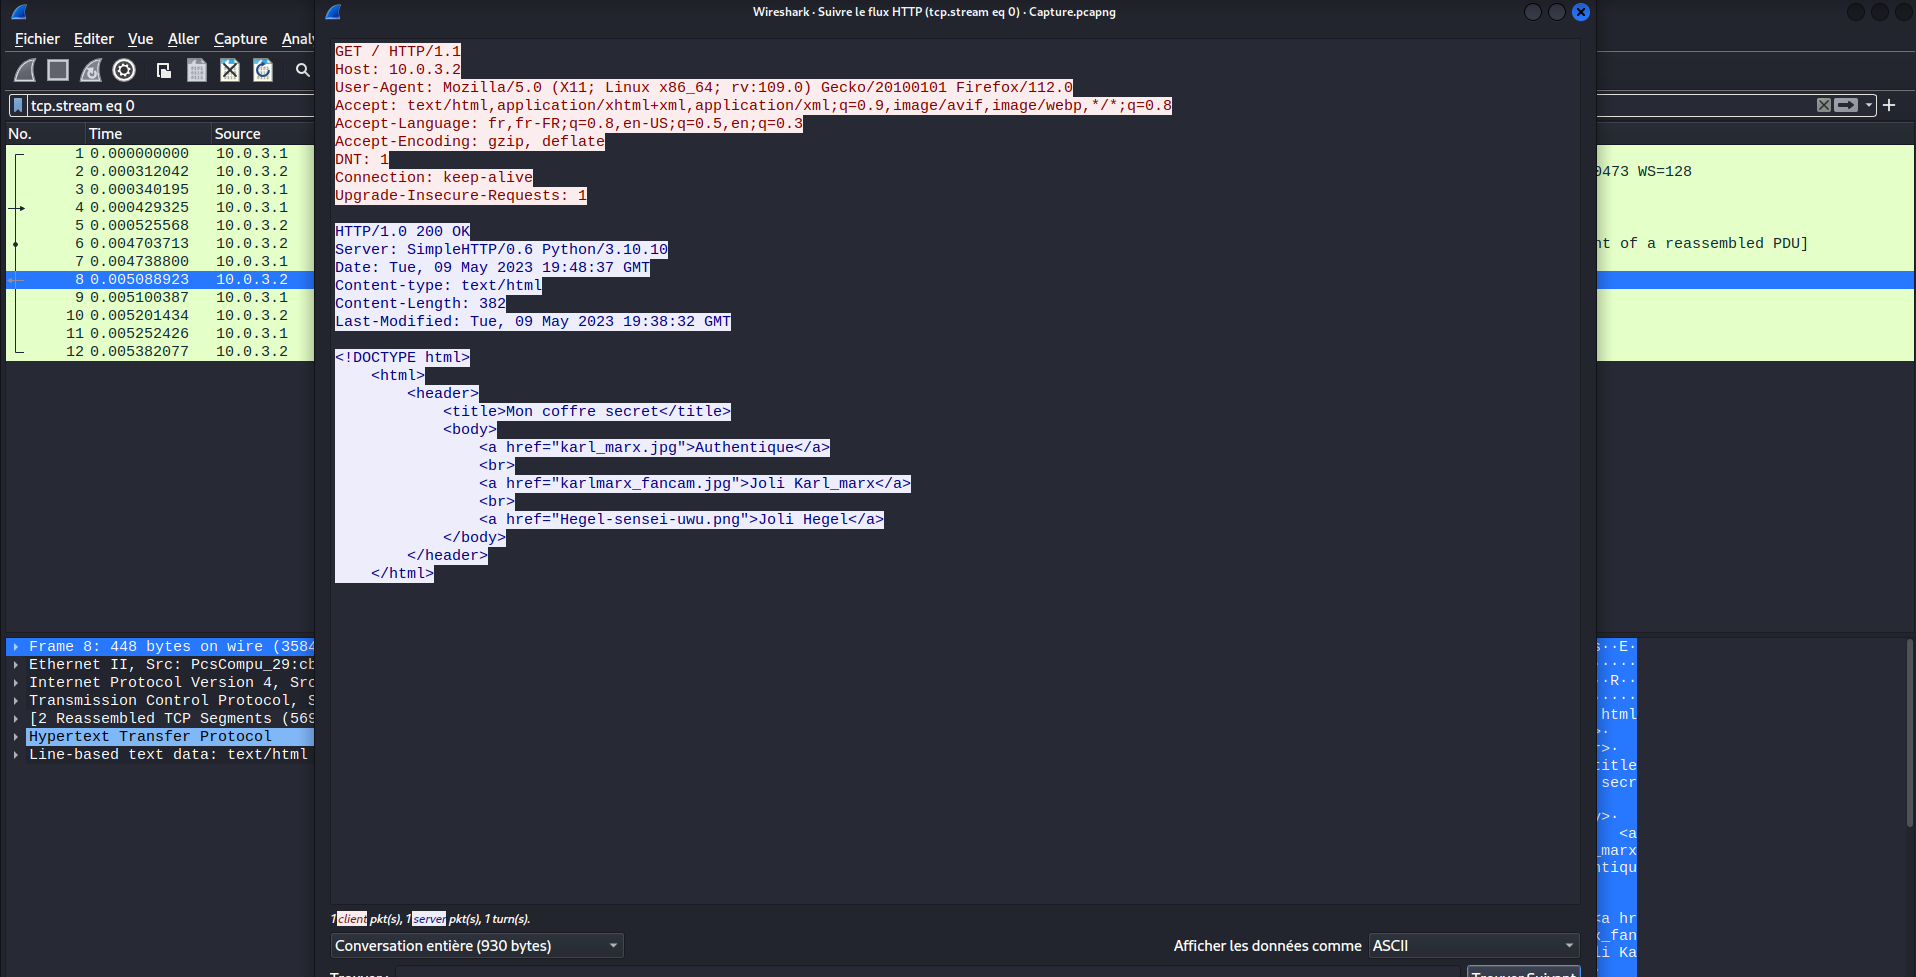 Wireshark · Suivre le flux HTTP (tcp.stream eq 0) · Capture.pcapng
Fichier Editer Vue Aller Capture
tcp.stream eq 0
No. Time Source
1 0.000000000 10.0.3.1
2 0.000312042 10.0.3.2
3 0.000340195 10.0.3.1
4 0.000429325 10.0.3.1
5 0.000525568 10.0.3.2
6 0.004703713 10.0.3.2
7 0.004738800 10.0.3.1
8 0.005088923 10.0.3.2
9 0.005100387 10.0.3.1
10 0.005201434 10.0.3.2
11 0.005252426 10.0.3.1
12 0.005382077 10.0.3.2
GET / HTTP/1.1
Host: 10.0.3.2
User-Agent: Mozilla/5.0 (X11; Linux x86_64; rv:109.0) Gecko/20100101 Firefox/112.0
Accept: text/html,application/xhtml+xml,application/xml;q=0.9,image/avif,image/webp,*/*;q=0.8
Accept-Language: fr,fr-FR;q=0.8,en-US;q=0.5,en;q=0.3
Accept-Encoding: gzip, deflate
DNT: 1
Connection: keep-alive
Upgrade-Insecure-Requests: 1
HTTP/1.0 200 OK
Server: SimpleHTTP/0.6 Python/3.10.10
Date: Tue, 09 May 2023 19:48:37 GMT
Content-type: text/html
Content-Length: 382
Last-Modified: Tue, 09 May 2023 19:38:32 GMT
<!DOCTYPE html>
<html>
<header>
<title>Mon coffre secret</title>
<body>
<a href="karl_marx.jpg">Authentique</a>
<br>
<a href="karlmarx_fancam.jpg">Joli Karl_marx</a>
<br>
<a href="Hegel-sensei-uwu.png">Joli Hegel</a>
</body>
</header>
</html>
0473 WS=128
of a reassembled PDU]
Frame 8: 448 bytes on wire (3584
Ethernet II, Src: PcsCompu_29:cb
Internet Protocol Version 4, Src
Transmission Control Protocol, S
[2 Reassembled TCP Segments (569
Hypertext Transfer Protocol
Line-based text data: text/html
s··E·
·····
··R··
·····
html
>·
r>·
title
secr
y>·
<a
_marx
ntiqu
<a hr
x_fan
li Ka
1 client pkt(s), 1 server pkt(s), 1 turn(s).
Conversation entière (930 bytes)
Afficher les données comme ASCII